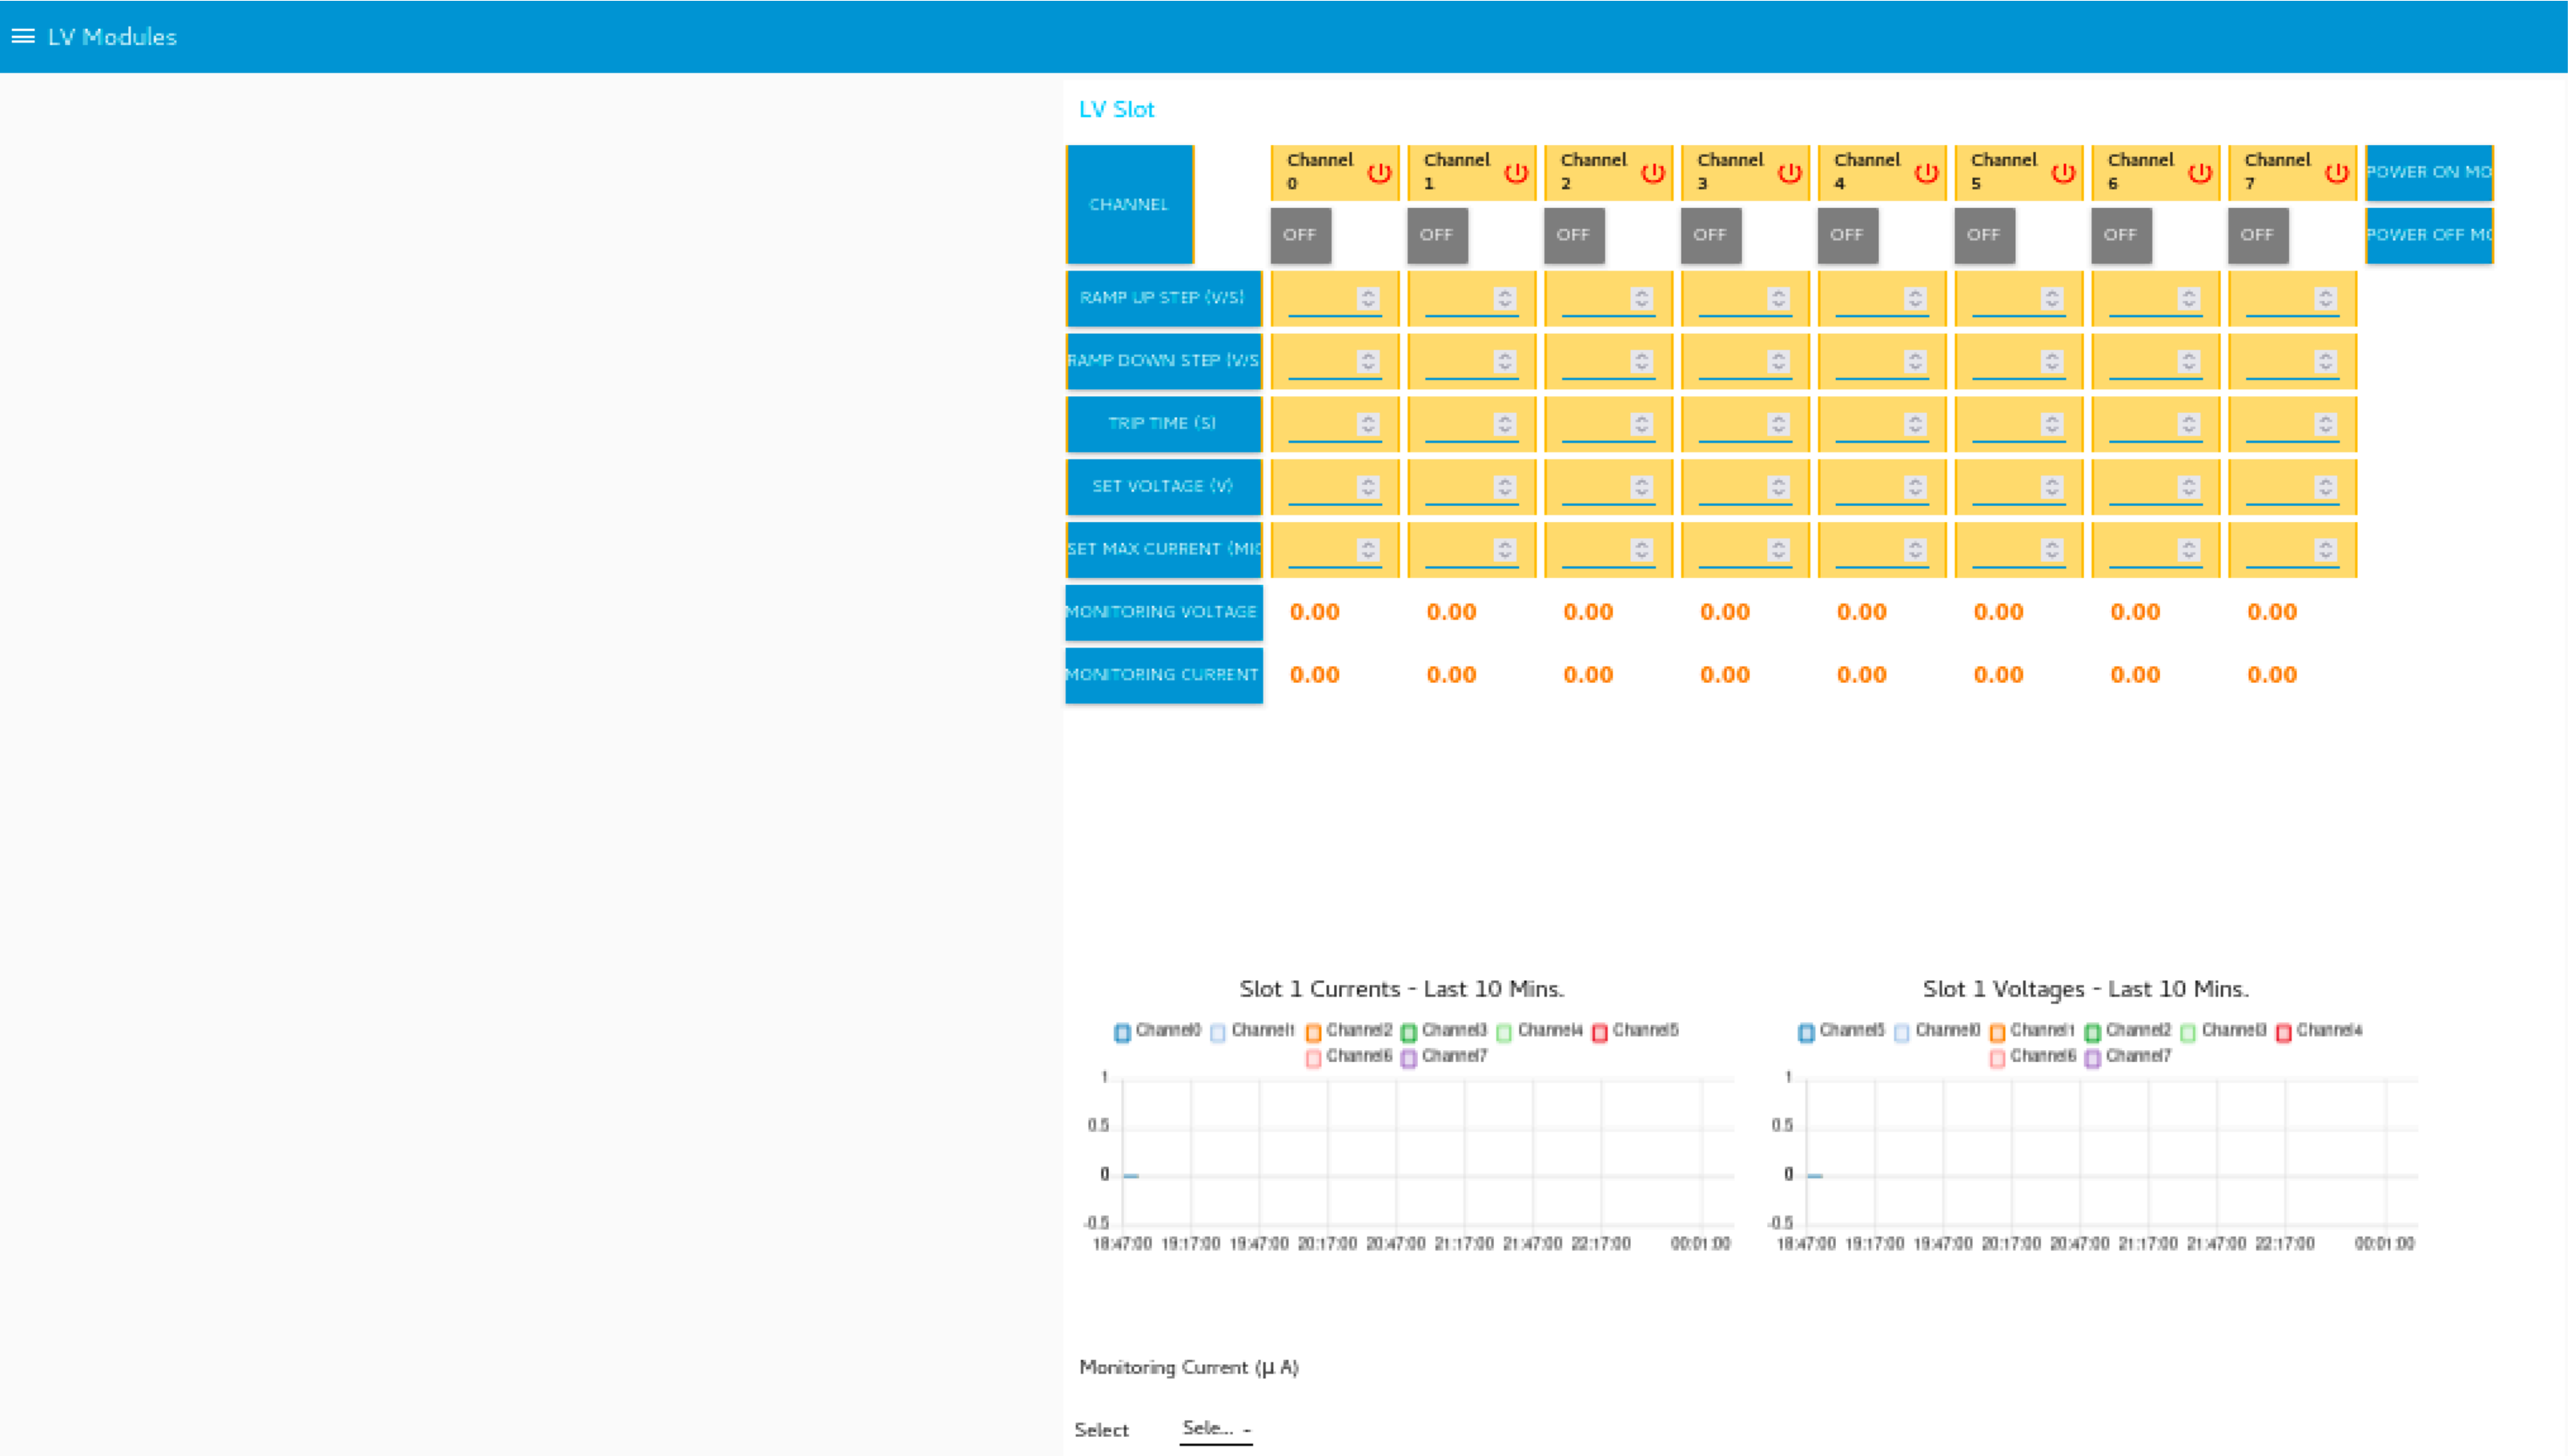 LV Modules
LV Slot
CHANNEL
Channel 0 Channel 1 Channel 2 Channel 3 Channel 4 Channel 5 Channel 6 Channel 7 POWER ON MO
OFF OFF OFF OFF OFF OFF OFF OFF POWER OFF MO
RAMP UP STEP (V/S)
RAMP DOWN STEP (V/S
TRIP TIME (S)
SET VOLTAGE (V)
SET MAX CURRENT (MIC
MONITORING VOLTAGE 0.00 0.00 0.00 0.00 0.00 0.00 0.00 0.00
MONITORING CURRENT 0.00 0.00 0.00 0.00 0.00 0.00 0.00 0.00
Slot 1 Currents - Last 10 Mins.
Channel0 Channel1 Channel2 Channel3 Channel4 Channel5
Channel6 Channel7
1
0.5
0
-0.5
18:47:00 19:17:00 19:47:00 20:17:00 20:47:00 21:17:00 21:47:00 22:17:00 00:01:00
Slot 1 Voltages - Last 10 Mins.
Channel5 Channel0 Channel1 Channel2 Channel3 Channel4
Channel6 Channel7
1
0.5
0
-0.5
18:47:00 19:17:00 19:47:00 20:17:00 20:47:00 21:17:00 21:47:00 22:17:00 00:01:00
Monitoring Current (μ A)
Select Sele...